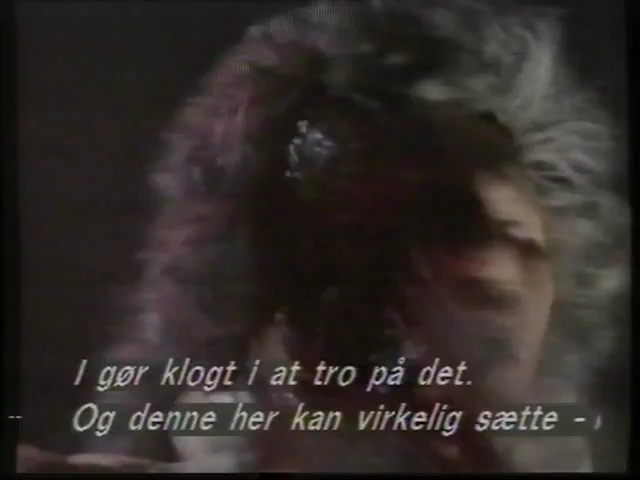 I gør klogt i at tro på det.
Og denne her kan virkelig sætte -